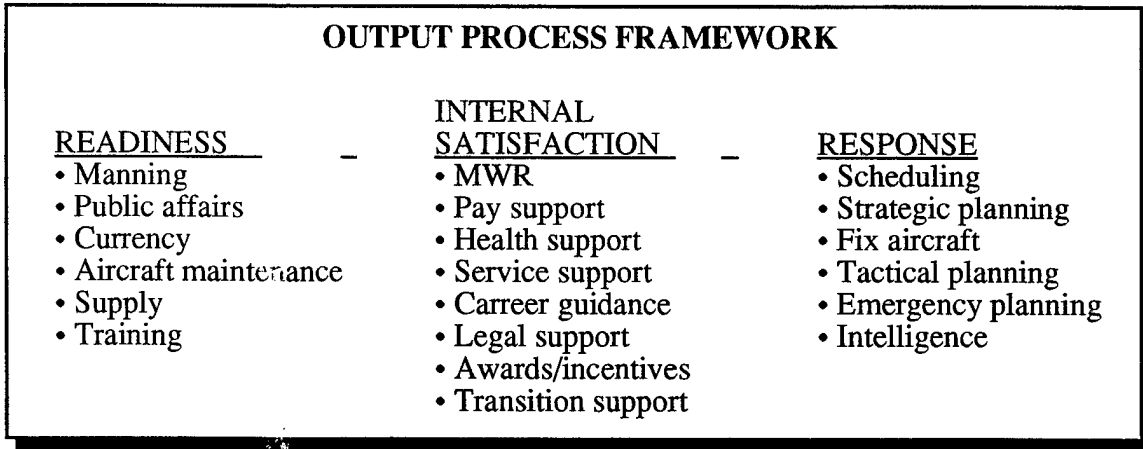 OUTPUT PROCESS FRAMEWORK
READINESS –
• Manning
• Public affairs
• Currency
• Aircraft maintenance
• Supply
• Training
INTERNAL
SATISFACTION –
• MWR
• Pay support
• Health support
• Service support
• Carreer guidance
• Legal support
• Awards/incentives
• Transition support
RESPONSE
• Scheduling
• Strategic planning
• Fix aircraft
• Tactical planning
• Emergency planning
• Intelligence